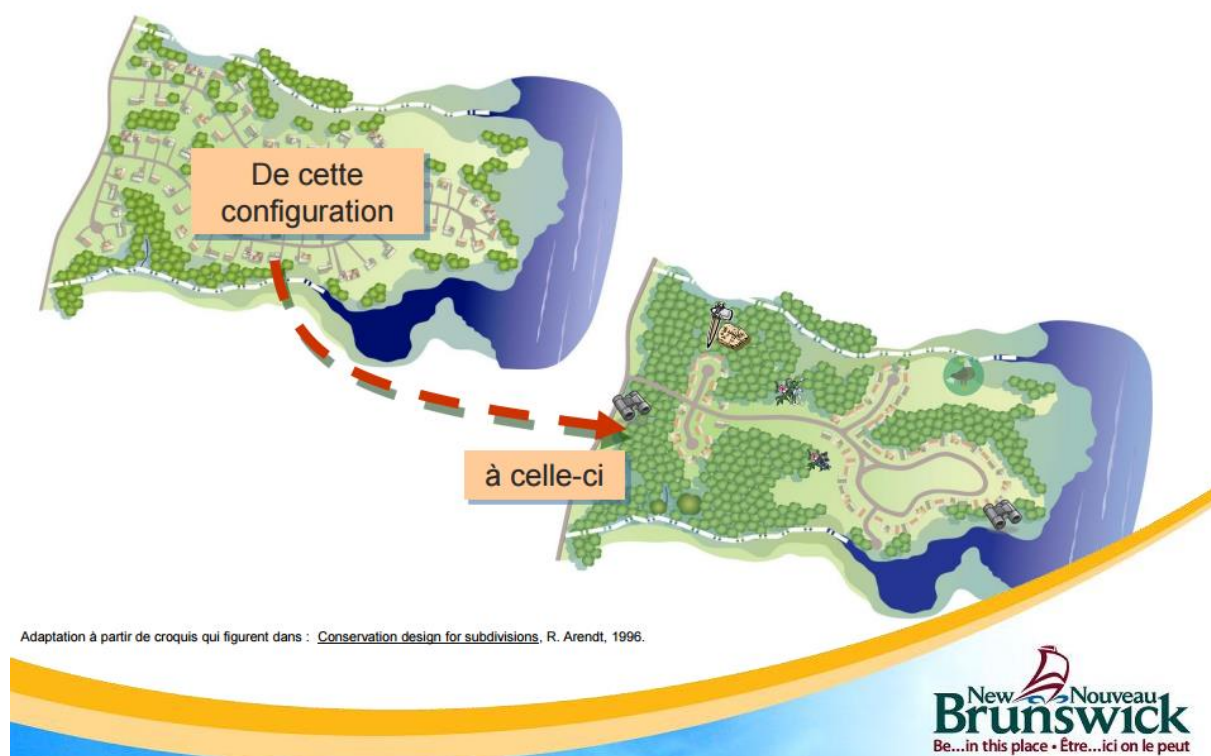 De cette
configuration
à celle-ci
Adaptation à partir de croquis qui figurent dans : Conservation design for subdivisions, R. Arendt, 1996.
New Nouveau
Brunswick
Be...in this place • Être...ici on le peut